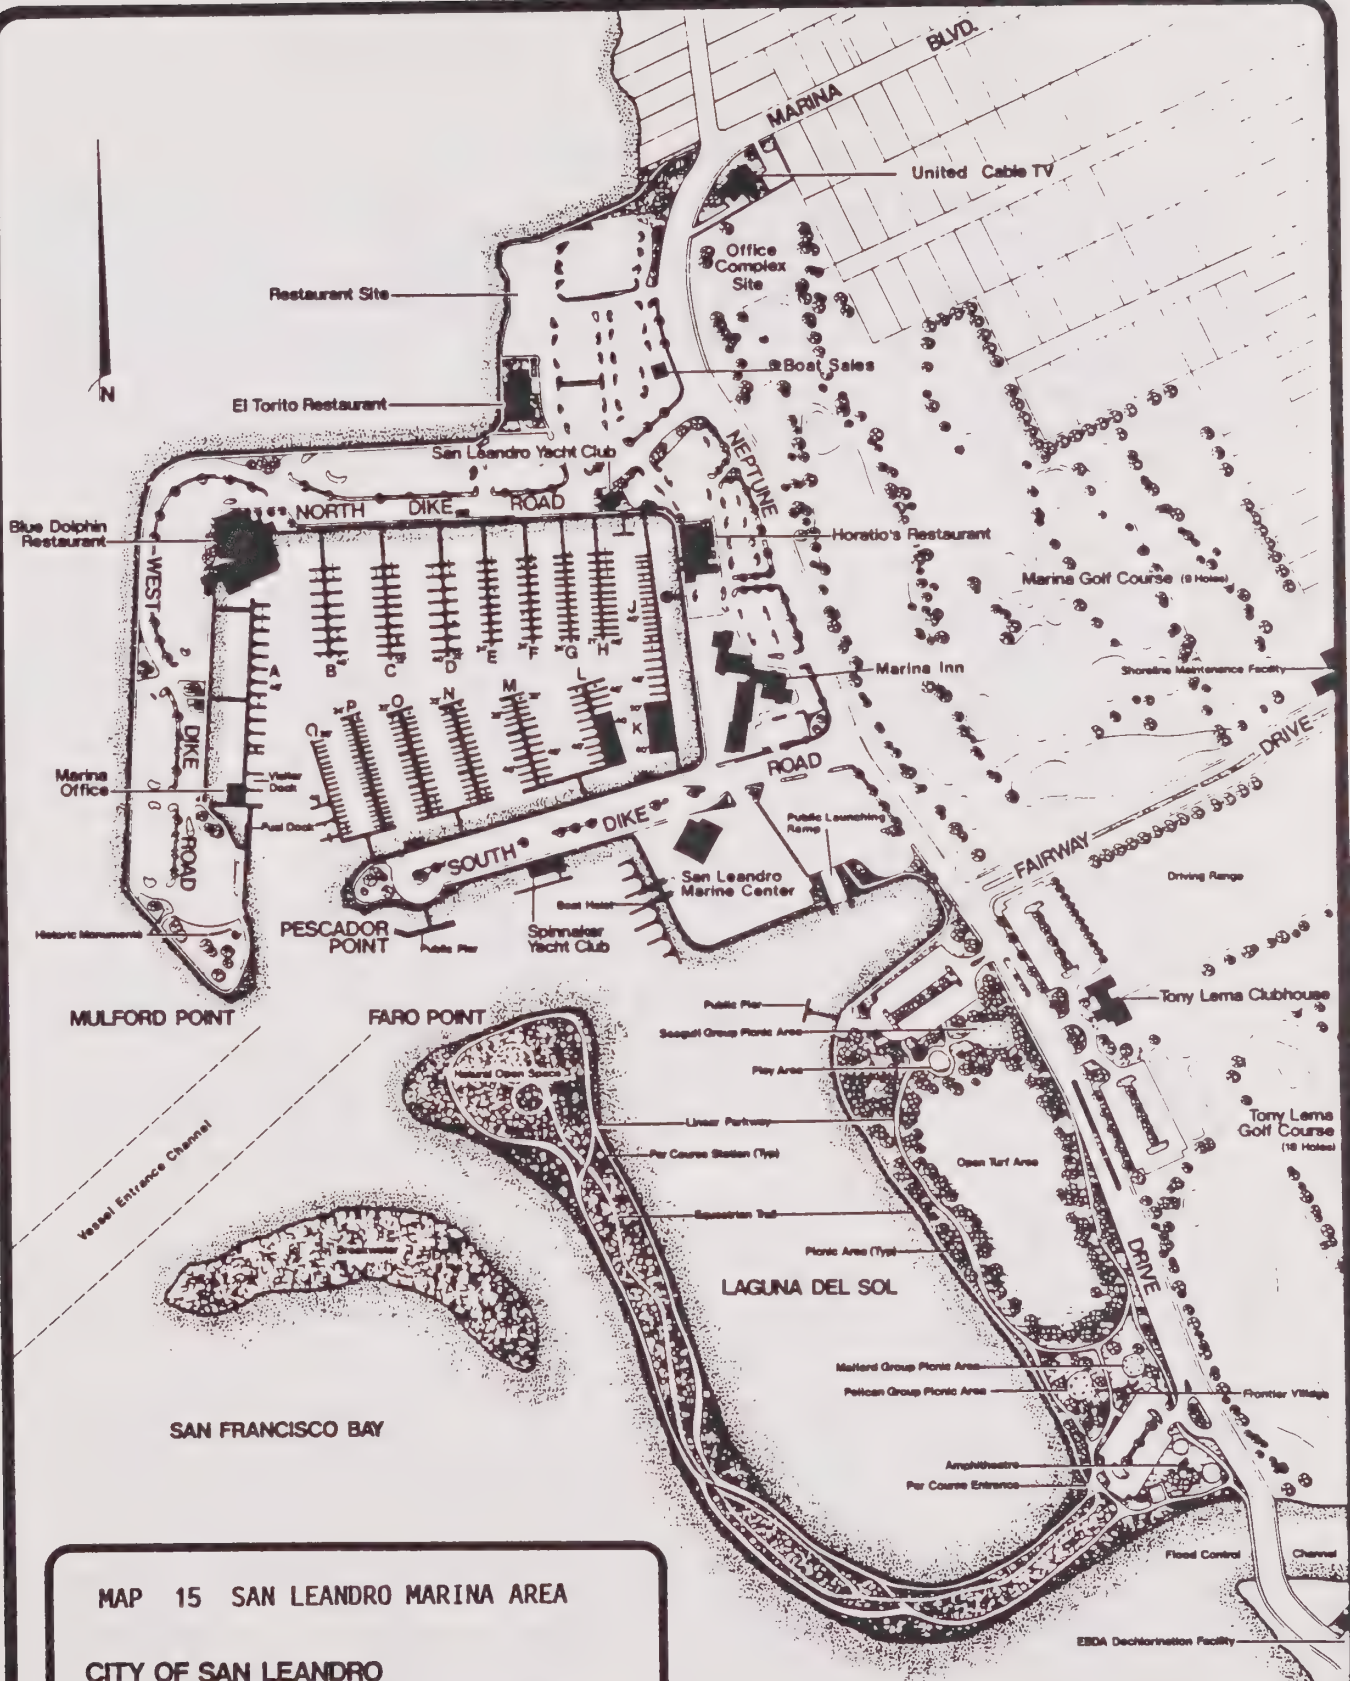 BLVD.
MARINA
United Cable TV
Office
Complex
Site
Restaurant Site
Boat Sales
N
El Torito Restaurant
San Leandro Yacht Club
NEPTUNE
NORTH DIKE ROAD
Blue Dolphin
Restaurant
Horatio's Restaurant
WEST
Marina Golf Course (9 Holes)
J
A
B
C
D
E
F
G
H
Marina Inn
Shoreline Maintenance Facility
P
O
N
M
L
K
DIKE
DRIVE
ROAD
Marina
Office
Visitor
Dock
Fuel Dock
Public Launching
Ramp
SOUTH DIKE
ROAD
FAIRWAY
San Leandro
Marine Center
Driving Range
Boat Hoist
Historic Monuments
PESCADOR
POINT
Public Pier
Spinnaker
Yacht Club
MULFORD POINT
FARO POINT
Public Pier
Tony Lema Clubhouse
Seagull Group Picnic Area
Play Area
Natural Open Space
Linear Parkway
Tony Lema
Golf Course
(18 Holes)
Par Course Station (Typ)
Open Turf Area
Vessel Entrance Channel
Equestrian Trail
Breakwater
Picnic Area (Typ)
DRIVE
LAGUNA DEL SOL
Mallard Group Picnic Area
Pelican Group Picnic Area
Frontier Village
SAN FRANCISCO BAY
Amphitheatre
Par Course Entrance
Flood Control Channel
MAP 15 SAN LEANDRO MARINA AREA
EBDA Dechlorination Facility
CITY OF SAN LEANDRO